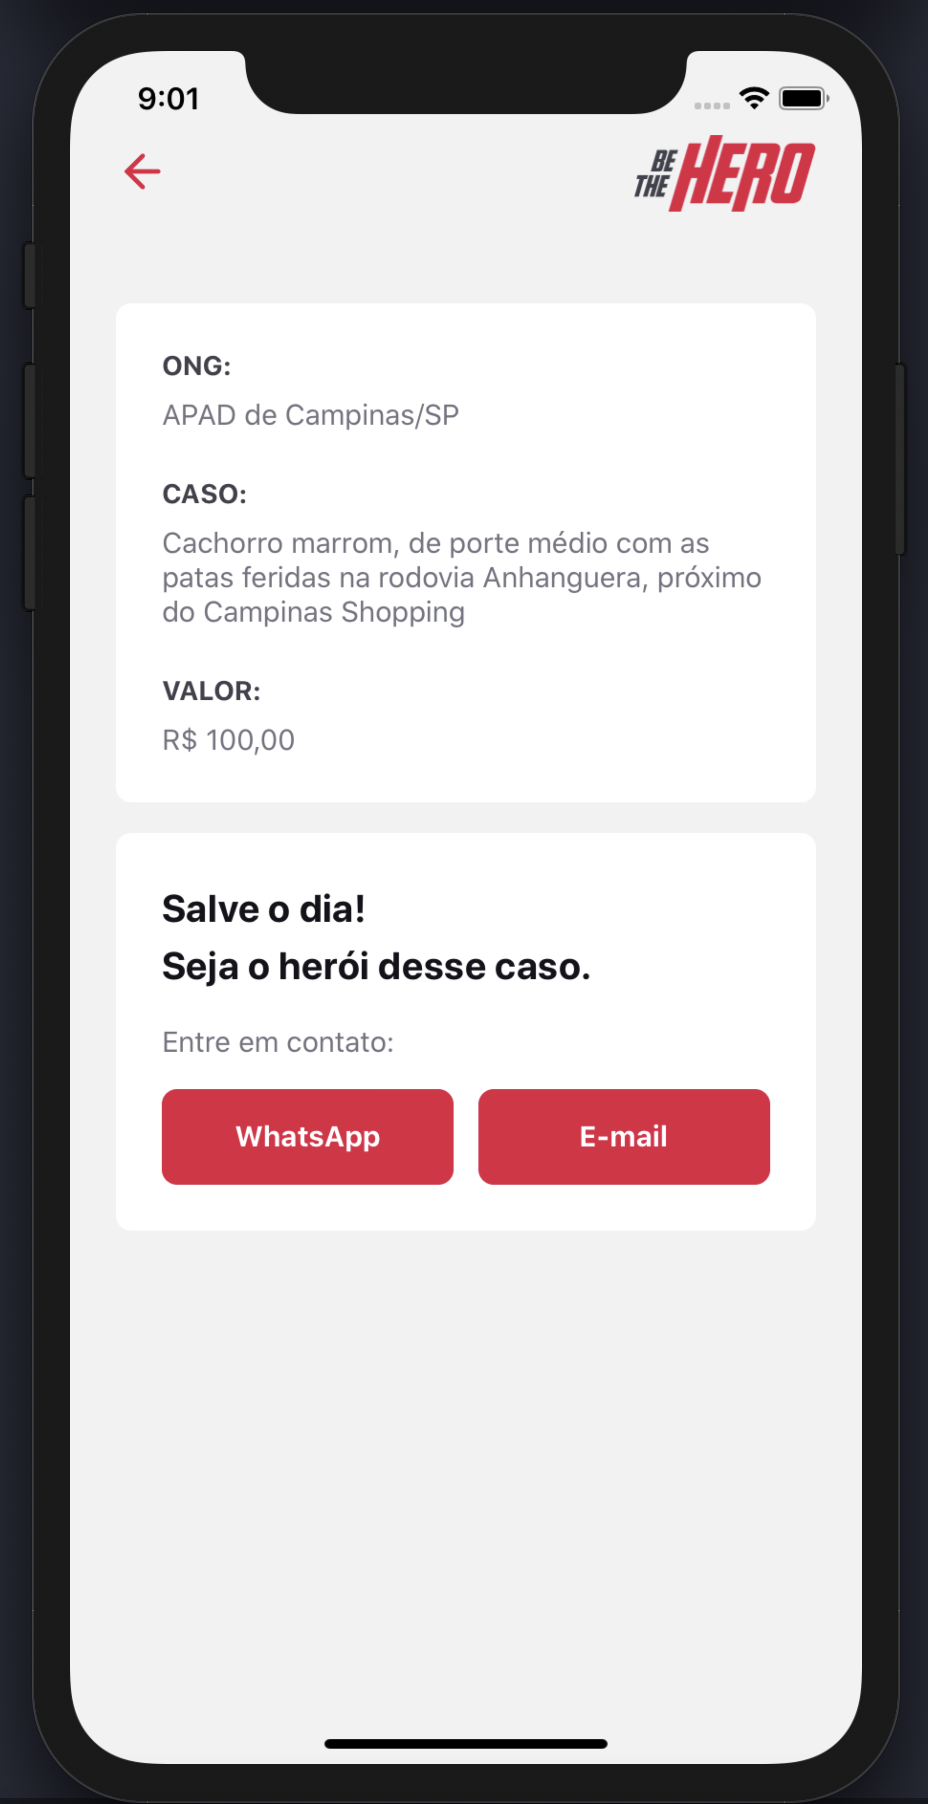 9:01
BE
THE HERO
ONG:
APAD de Campinas/SP
CASO:
Cachorro marrom, de porte médio com as
patas feridas na rodovia Anhanguera, próximo
do Campinas Shopping
VALOR:
R$ 100,00
Salve o dia!
Seja o herói desse caso.
Entre em contato:
WhatsApp
E-mail